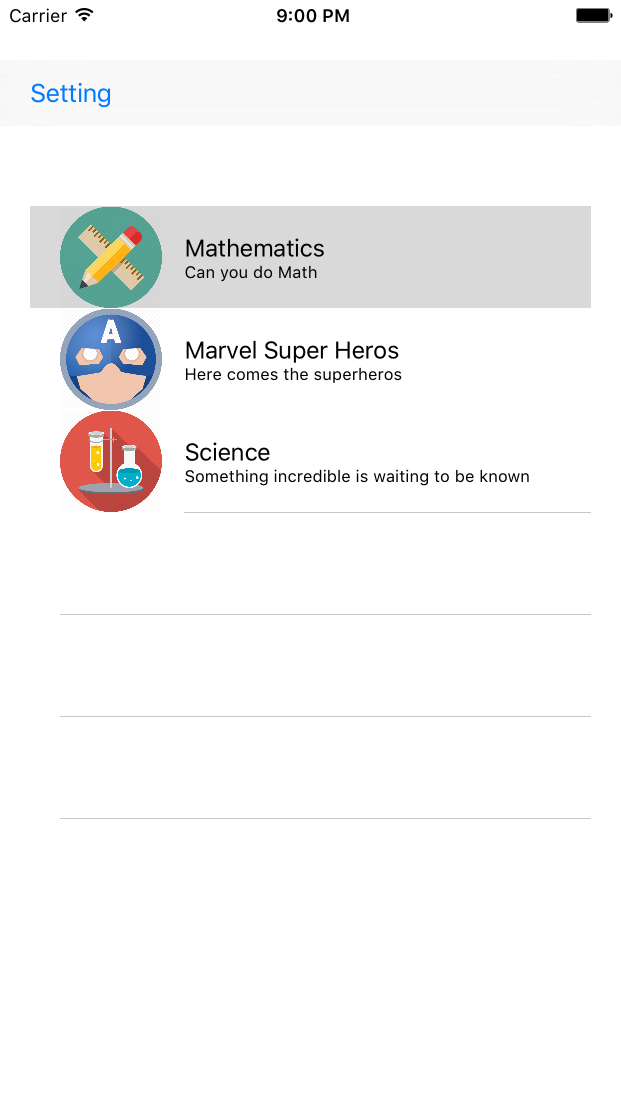 Carrier 9:00 PM
Setting
Mathematics
Can you do Math
A
Marvel Super Heros
Here comes the superheros
Science
Something incredible is waiting to be known